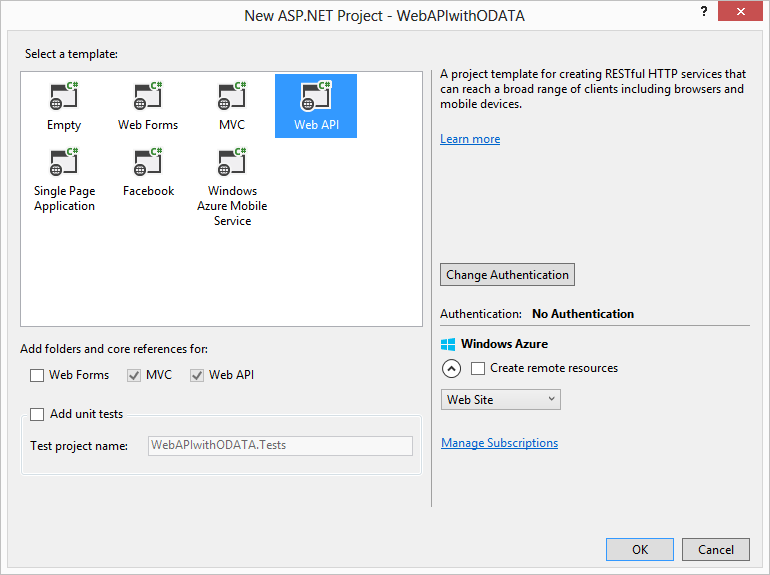 New ASP.NET Project - WebAPIwithODATA
?
Select a template:
C# C# C# C#
Empty Web Forms MVC Web API
C# C# C#
Single Page Facebook Windows
Application Azure Mobile
Service
A project template for creating RESTful HTTP services that
can reach a broad range of clients including browsers and
mobile devices.
Learn more
Change Authentication
Authentication: No Authentication
Windows Azure
Create remote resources
Web Site
Manage Subscriptions
Add folders and core references for:
Web Forms MVC Web API
Add unit tests
Test project name: WebAPIwithODATA.Tests
OK Cancel